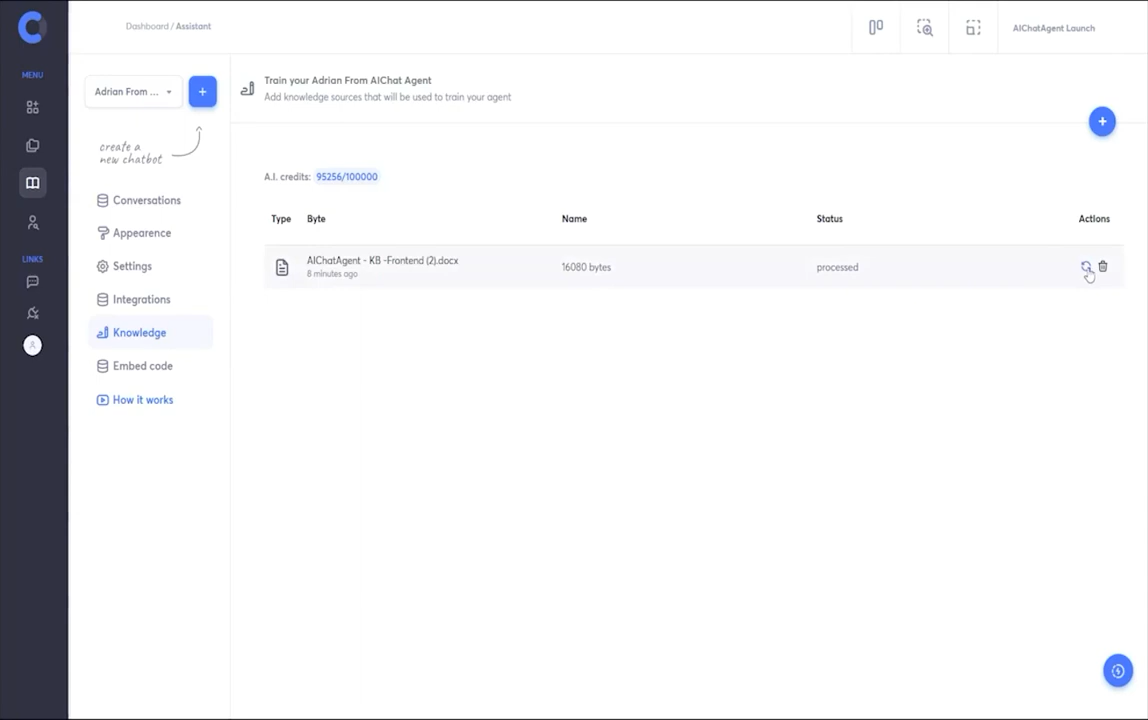 Dashboard / Assistant
AIChatAgent Launch
MENU
LINKS
Adrian From ...
+
create a
new chatbot
Conversations
Appearence
Settings
Integrations
Knowledge
Embed code
How it works
Train your Adrian From AIChat Agent
Add knowledge sources that will be used to train your agent
+
A.I. credits: 95256/100000
Type Byte Name Status Actions
AIChatAgent - KB -Frontend (2).docx
8 minutes ago
16080 bytes
processed